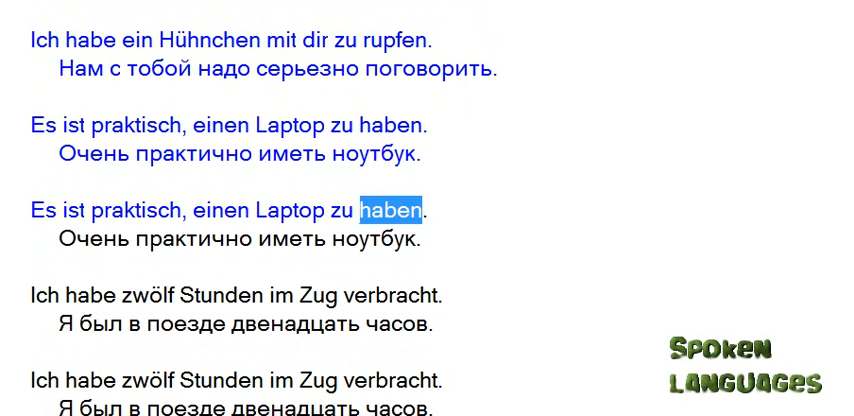 Ich habe ein Hühnchen mit dir zu rupfen.
Нам с тобой надо серьезно поговорить.
Es ist praktisch, einen Laptop zu haben.
Очень практично иметь ноутбук.
Es ist praktisch, einen Laptop zu haben.
Очень практично иметь ноутбук.
Ich habe zwölf Stunden im Zug verbracht.
Я был в поезде двенадцать часов.
Ich habe zwölf Stunden im Zug verbracht.
Я был в поезде двенадцать часов.
SPOKEN
LANGUAGES